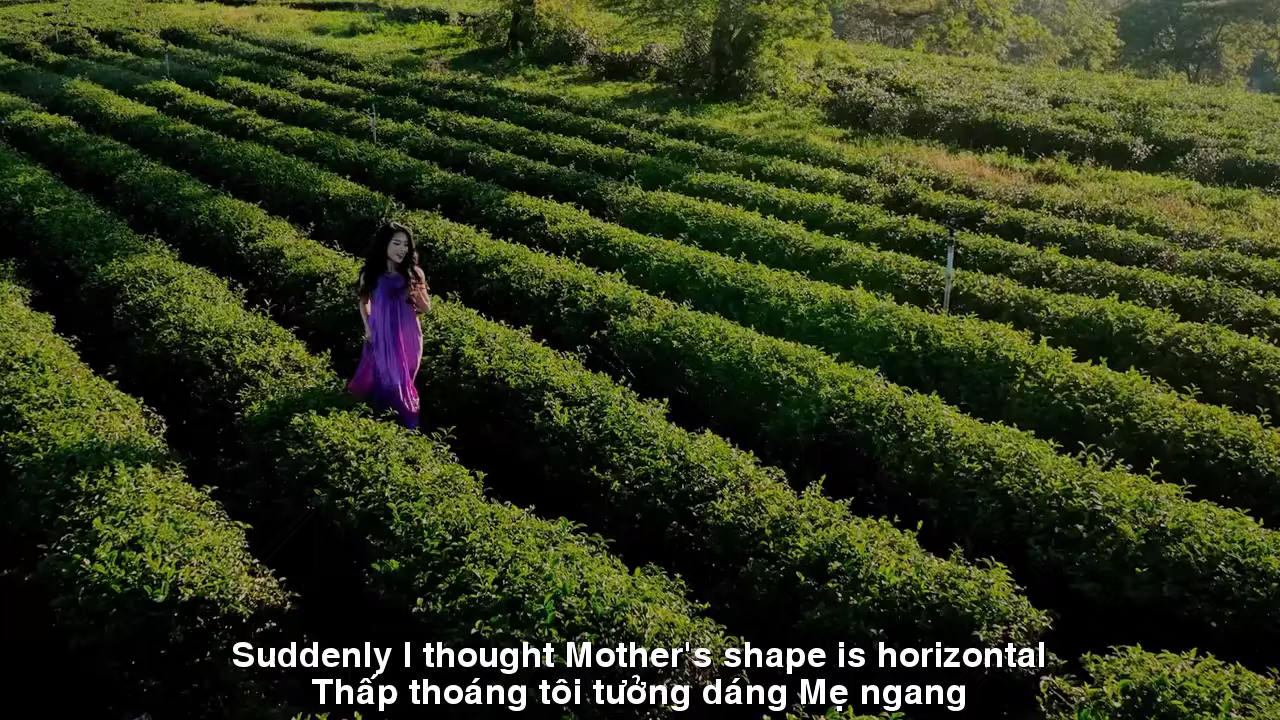 Suddenly I thought Mother's shape is horizontal
Thấp thoáng tôi tưởng dáng Mẹ ngang